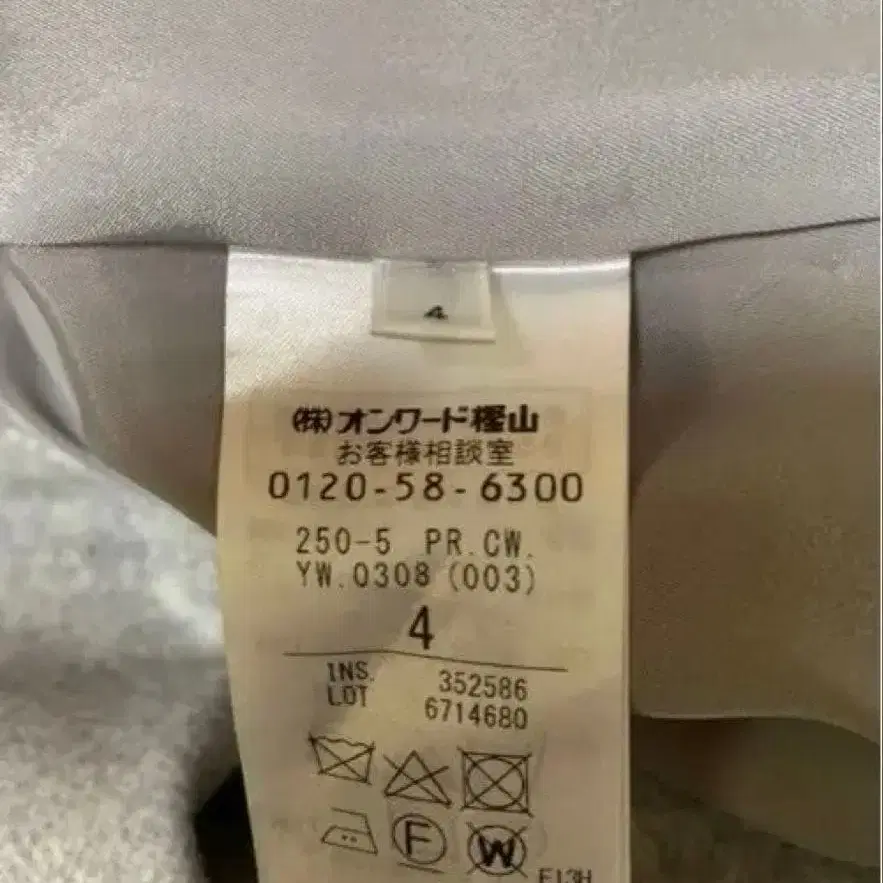 4
㈱オンワード樫山
お客様相談室
0120-58-6300
250-5 PR.CW.
YW.0308 (003)
4
INS. 352586
LOT 6714680
F W
F13H